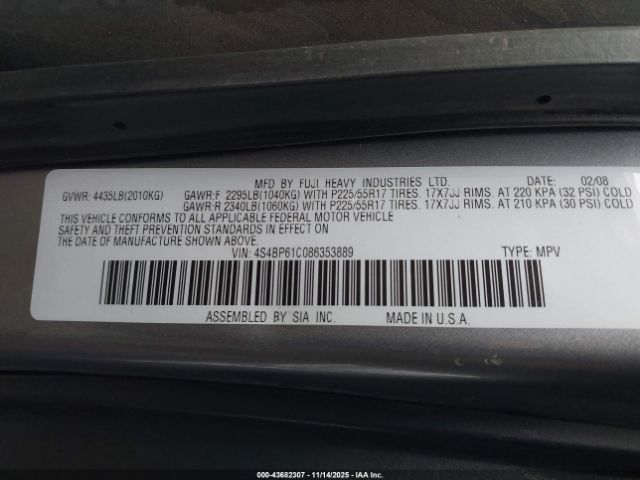 MFD BY FUJI HEAVY INDUSTRIES LTD. DATE: 02/08
GVWR: 4435LB(2010KG) GAWR:F 2295LB(1040KG) WITH P225/55R17 TIRES. 17X7JJ RIMS. AT 220 KPA (32 PSI) COLD
GAWR:R 2340LB(1060KG) WITH P225/55R17 TIRES. 17X7JJ RIMS. AT 210 KPA (30 PSI) COLD
THIS VEHICLE CONFORMS TO ALL APPLICABLE FEDERAL MOTOR VEHICLE
SAFETY AND THEFT PREVENTION STANDARDS IN EFFECT ON
THE DATE OF MANUFACTURE SHOWN ABOVE.
VIN: 4S4BP61C086353889 TYPE: MPV
ASSEMBLED BY SIA INC. MADE IN U.S.A.
000-43682307 - 11/14/2025 - IAAI.COM